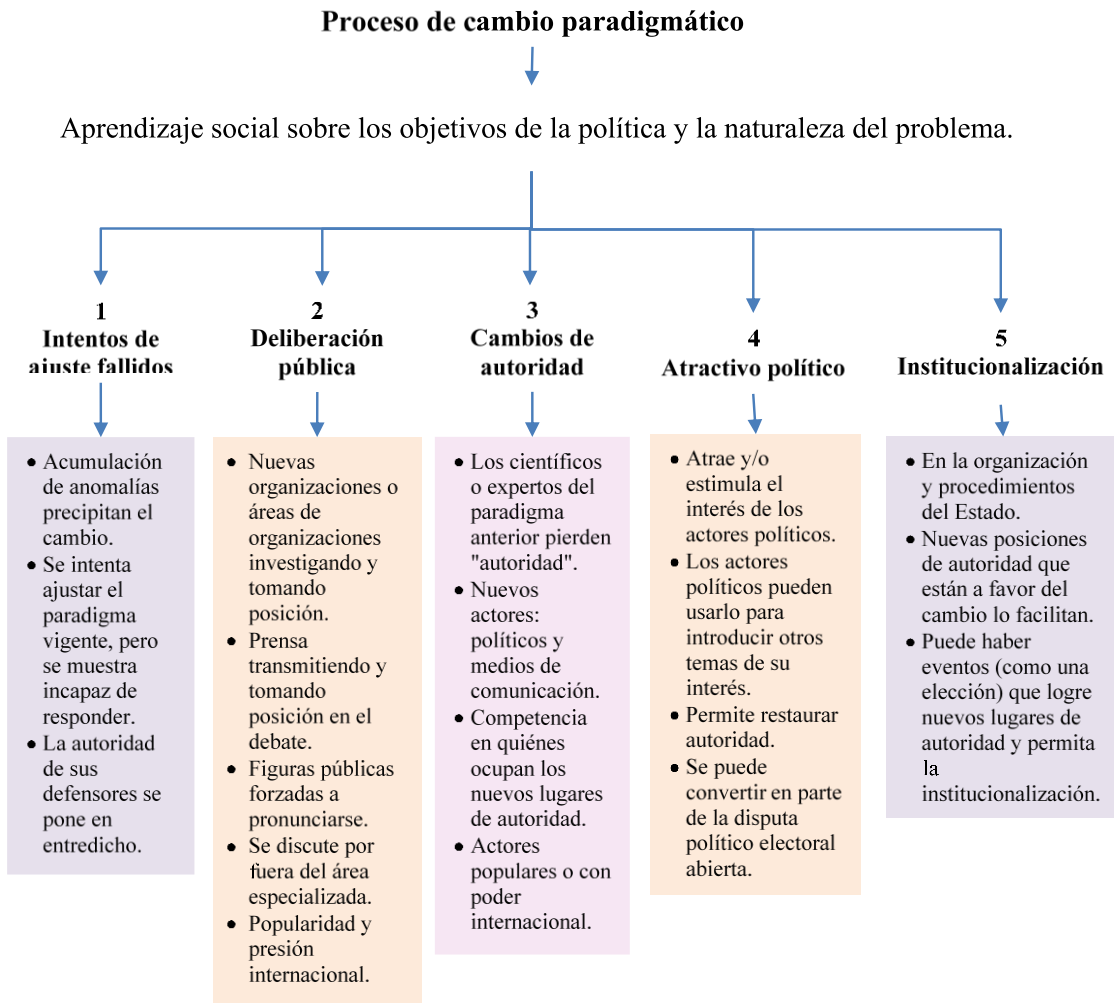 Proceso de cambio paradigmático
Aprendizaje social sobre los objetivos de la política y la naturaleza del problema.
1
Intentos de
ajuste fallidos
• Acumulación
de anomalías
precipitan el
cambio.
• Se intenta
ajustar el
paradigma
vigente, pero
se muestra
incapaz de
responder.
• La autoridad
de sus
defensores se
pone en
entredicho.
2
Deliberación
pública
• Nuevas
organizaciones o
áreas de
organizaciones
investigando y
tomando
posición.
• Prensa
transmitiendo y
tomando
posición en el
debate.
• Figuras públicas
forzadas a
pronunciarse.
• Se discute por
fuera del área
especializada.
• Popularidad y
presión
internacional.
3
Cambios de
autoridad
• Los científicos
o expertos del
paradigma
anterior pierden
"autoridad".
• Nuevos
actores:
políticos y
medios de
comunicación.
• Competencia
en quiénes
ocupan los
nuevos lugares
de autoridad.
• Actores
populares o con
poder
internacional.
4
Atractivo político
• Atrae y/o
estimula el
interés de los
actores políticos.
• Los actores
políticos pueden
usarlo para
introducir otros
temas de su
interés.
• Permite restaurar
autoridad.
• Se puede
convertir en parte
de la disputa
político electoral
abierta.
5
Institucionalización
• En la organización
y procedimientos
del Estado.
• Nuevas posiciones
de autoridad que
están a favor del
cambio lo facilitan.
• Puede haber
eventos (como una
elección) que logre
nuevos lugares de
autoridad y permita
la
institucionalización.